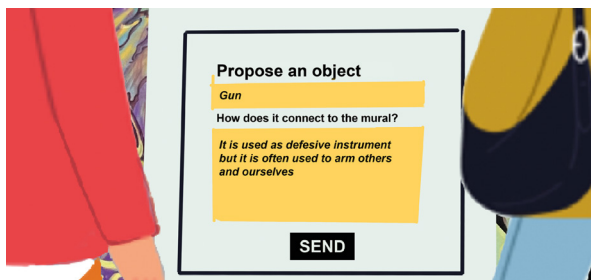 Propose an object
Gun
How does it connect to the mural?
It is used as defesive instrument
but it is often used to arm others
and ourselves
SEND